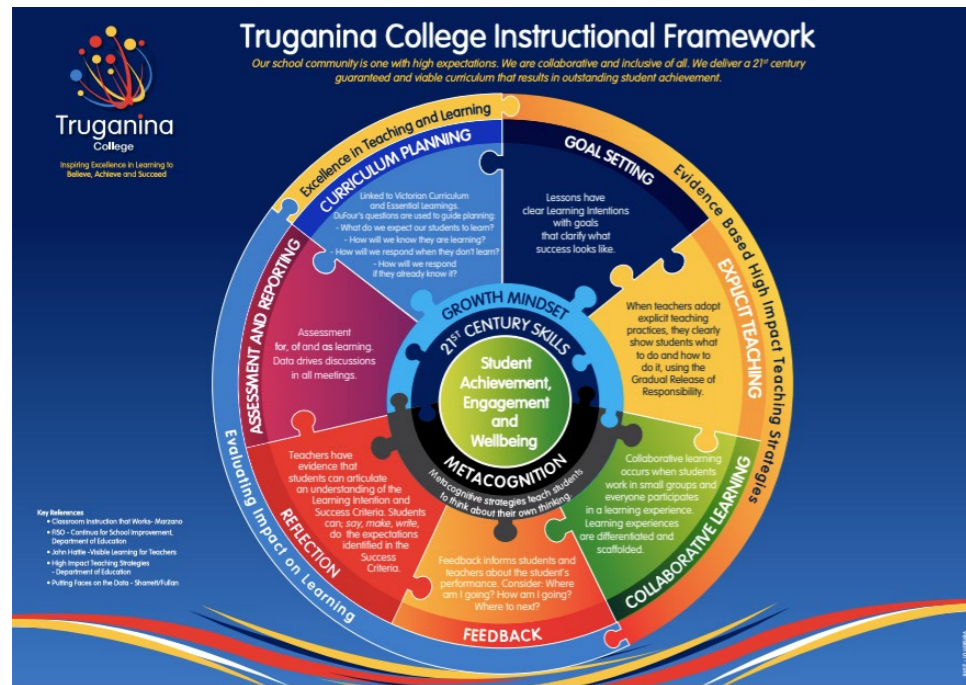 Truganina College Instructional Framework
Our school community is one with high expectations. We are collaborative and inclusive of all. We deliver a 21st century
guaranteed and viable curriculum that results in outstanding student achievement.
Truganina
College
Inspiring Excellence in Learning to
Believe, Achieve and Succeed
Excellence in Teaching and Learning
CURRICULUM PLANNING
Linked to Victorian Curriculum
and Essential Learnings.
DuFour's questions are used to guide planning:
- What do we expect our students to learn?
- How will we know they are learning?
- How will we respond when they don't learn?
- How will we respond
if they already know it?
GOAL SETTING
Lessons have
clear Learning Intentions
with goals
that clarify what
success looks like.
Evidence Based High Impact Teaching Strategies
EXPLICIT TEACHING
When teachers adopt
explicit teaching
practices, they clearly
show students what
to do and how to
do it, using the
Gradual Release of
Responsibility.
COLLABORATIVE LEARNING
Collaborative learning
occurs when students
work in small groups and
everyone participates
in a learning experience.
Learning experiences
are differentiated and
scaffolded.
FEEDBACK
Feedback informs students and
teachers about the student's
performance. Consider: Where
am I going? How am I going?
Where to next?
REFLECTION
Teachers have
evidence that
students can articulate
an understanding of the
Learning Intention and
Success Criteria. Students
can; say, make, write,
do the expectations
identified in the
Success
Criteria.
Evaluating Impact on Learning
ASSESSMENT AND REPORTING
Assessment
for, of and as learning.
Data drives discussions
in all meetings.
GROWTH MINDSET
21ST CENTURY SKILLS
Student
Achievement,
Engagement
and
Wellbeing
METACOGNITION
Metacognitive strategies teach students
to think about their own thinking.
Key References
• Classroom Instruction that Works- Marzano
• FISO - Continua for School Improvement,
Department of Education
• John Hattie -Visible Learning for Teachers
• High Impact Teaching Strategies
- Department of Education
• Putting Faces on the Data - Sharratt/Fullan